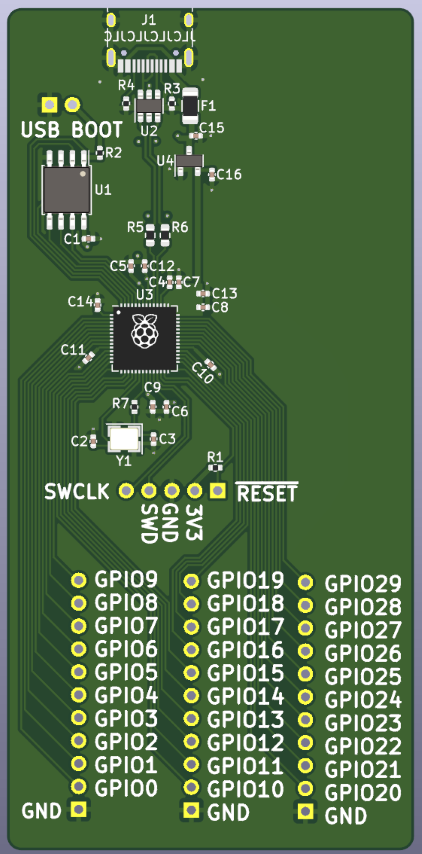 J1
JLCJLCJLCJLC
R4
R3
F1
U2
USB BOOT
C15
R2
U4
C16
U1
R5
R6
C1
C5
C12
C4
C7
U3
C13
C14
C8
C11
C10
C9
R7
C6
C2
C3
Y1
R1
SWCLK
RESET
SWD
GND
3V3
GPIO9 GPIO19 GPIO29
GPIO8 GPIO18 GPIO28
GPIO7 GPIO17 GPIO27
GPIO6 GPIO16 GPIO26
GPIO5 GPIO15 GPIO25
GPIO4 GPIO14 GPIO24
GPIO3 GPIO13 GPIO23
GPIO2 GPIO12 GPIO22
GPIO1 GPIO11 GPIO21
GPIO0 GPIO10 GPIO20
GND GND GND